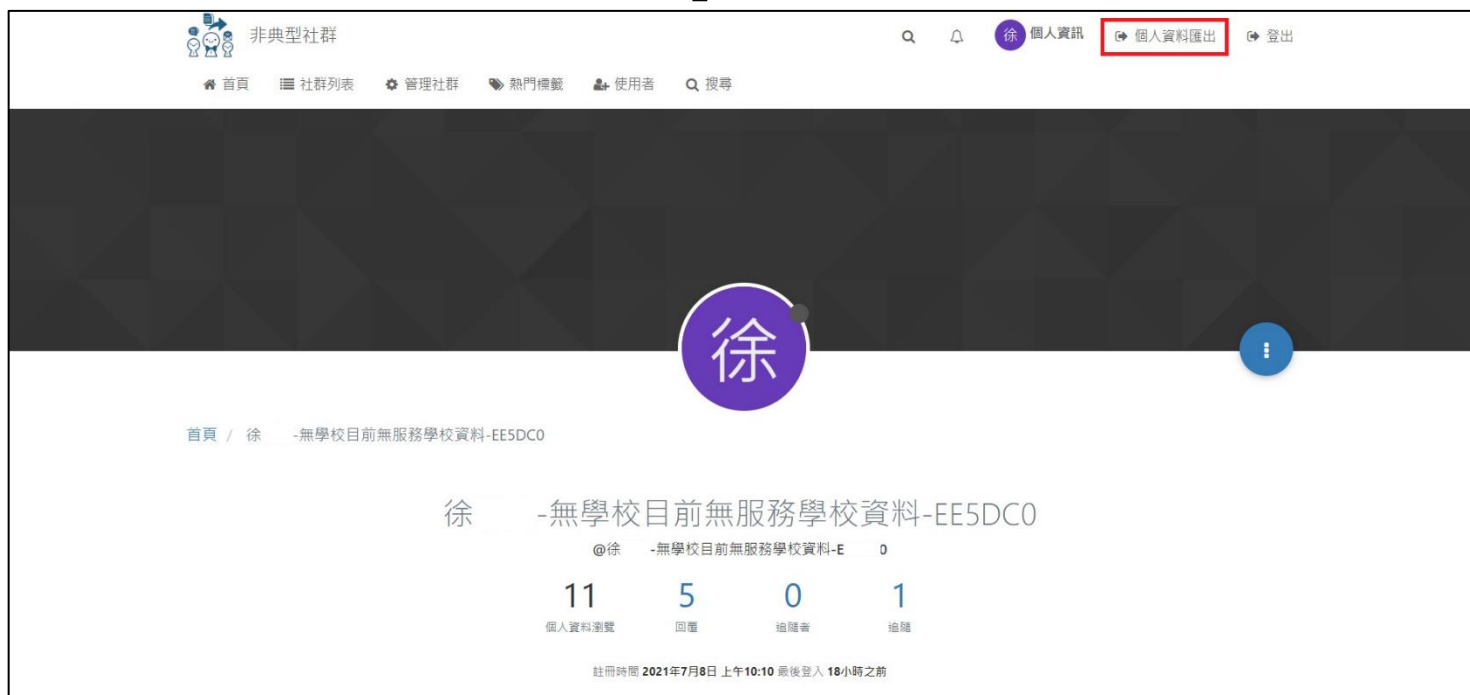 非典型社群
徐 個人資訊 個人資料匯出 登出
首頁 社群列表 管理社群 熱門標籤 使用者 搜尋
徐
首頁 / 徐 -無學校目前無服務學校資料-EE5DC0
徐 -無學校目前無服務學校資料-EE5DC0
@徐 -無學校目前無服務學校資料-E 0
11 5 0 1
個人資料瀏覽 回覆 追隨者 追隨
註冊時間 2021年7月8日 上午10:10 最後登入 18小時之前